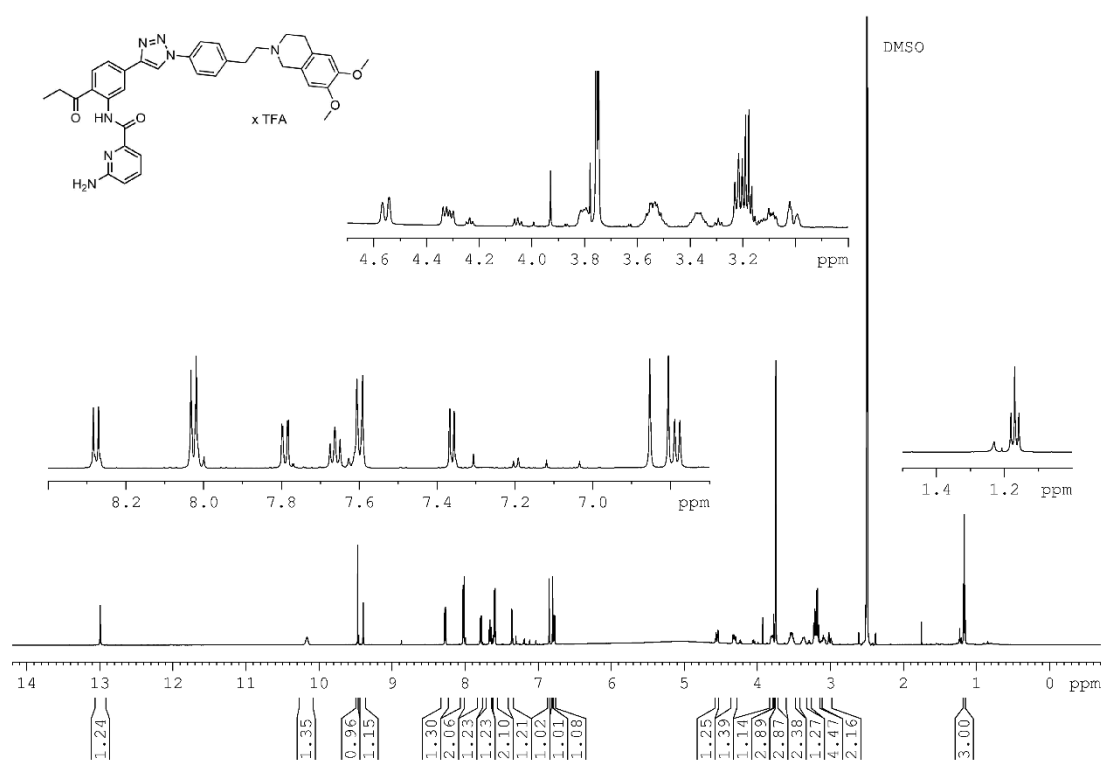 N=N
N
N
O
O
O
HN
O
N
H2N
x TFA
DMSO
4.6 4.4 4.2 4.0 3.8 3.6 3.4 3.2 ppm
8.2 8.0 7.8 7.6 7.4 7.2 7.0 ppm
1.4 1.2 ppm
14 13 12 11 10 9 8 7 6 5 4 3 2 1 0 ppm
1.24
1.35
0.96
1.15
1.30
2.06
1.23
1.23
2.10
1.21
1.02
1.01
1.08
1.25
1.39
1.14
2.89
2.87
2.38
1.27
4.47
2.16
3.00